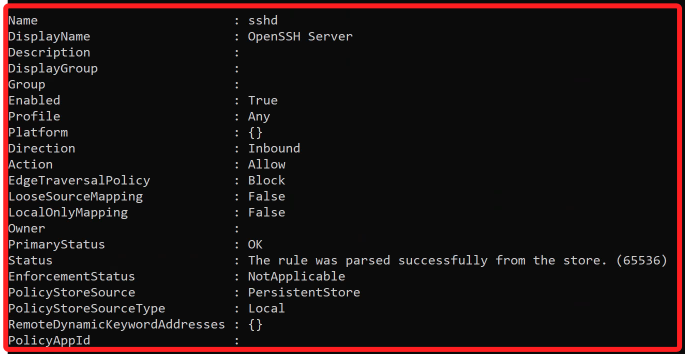 Name : sshd
DisplayName : OpenSSH Server
Description :
DisplayGroup :
Group :
Enabled : True
Profile : Any
Platform : {}
Direction : Inbound
Action : Allow
EdgeTraversalPolicy : Block
LooseSourceMapping : False
LocalOnlyMapping : False
Owner :
PrimaryStatus : OK
Status : The rule was parsed successfully from the store. (65536)
EnforcementStatus : NotApplicable
PolicyStoreSource : PersistentStore
PolicyStoreSourceType : Local
RemoteDynamicKeywordAddresses : {}
PolicyAppId :